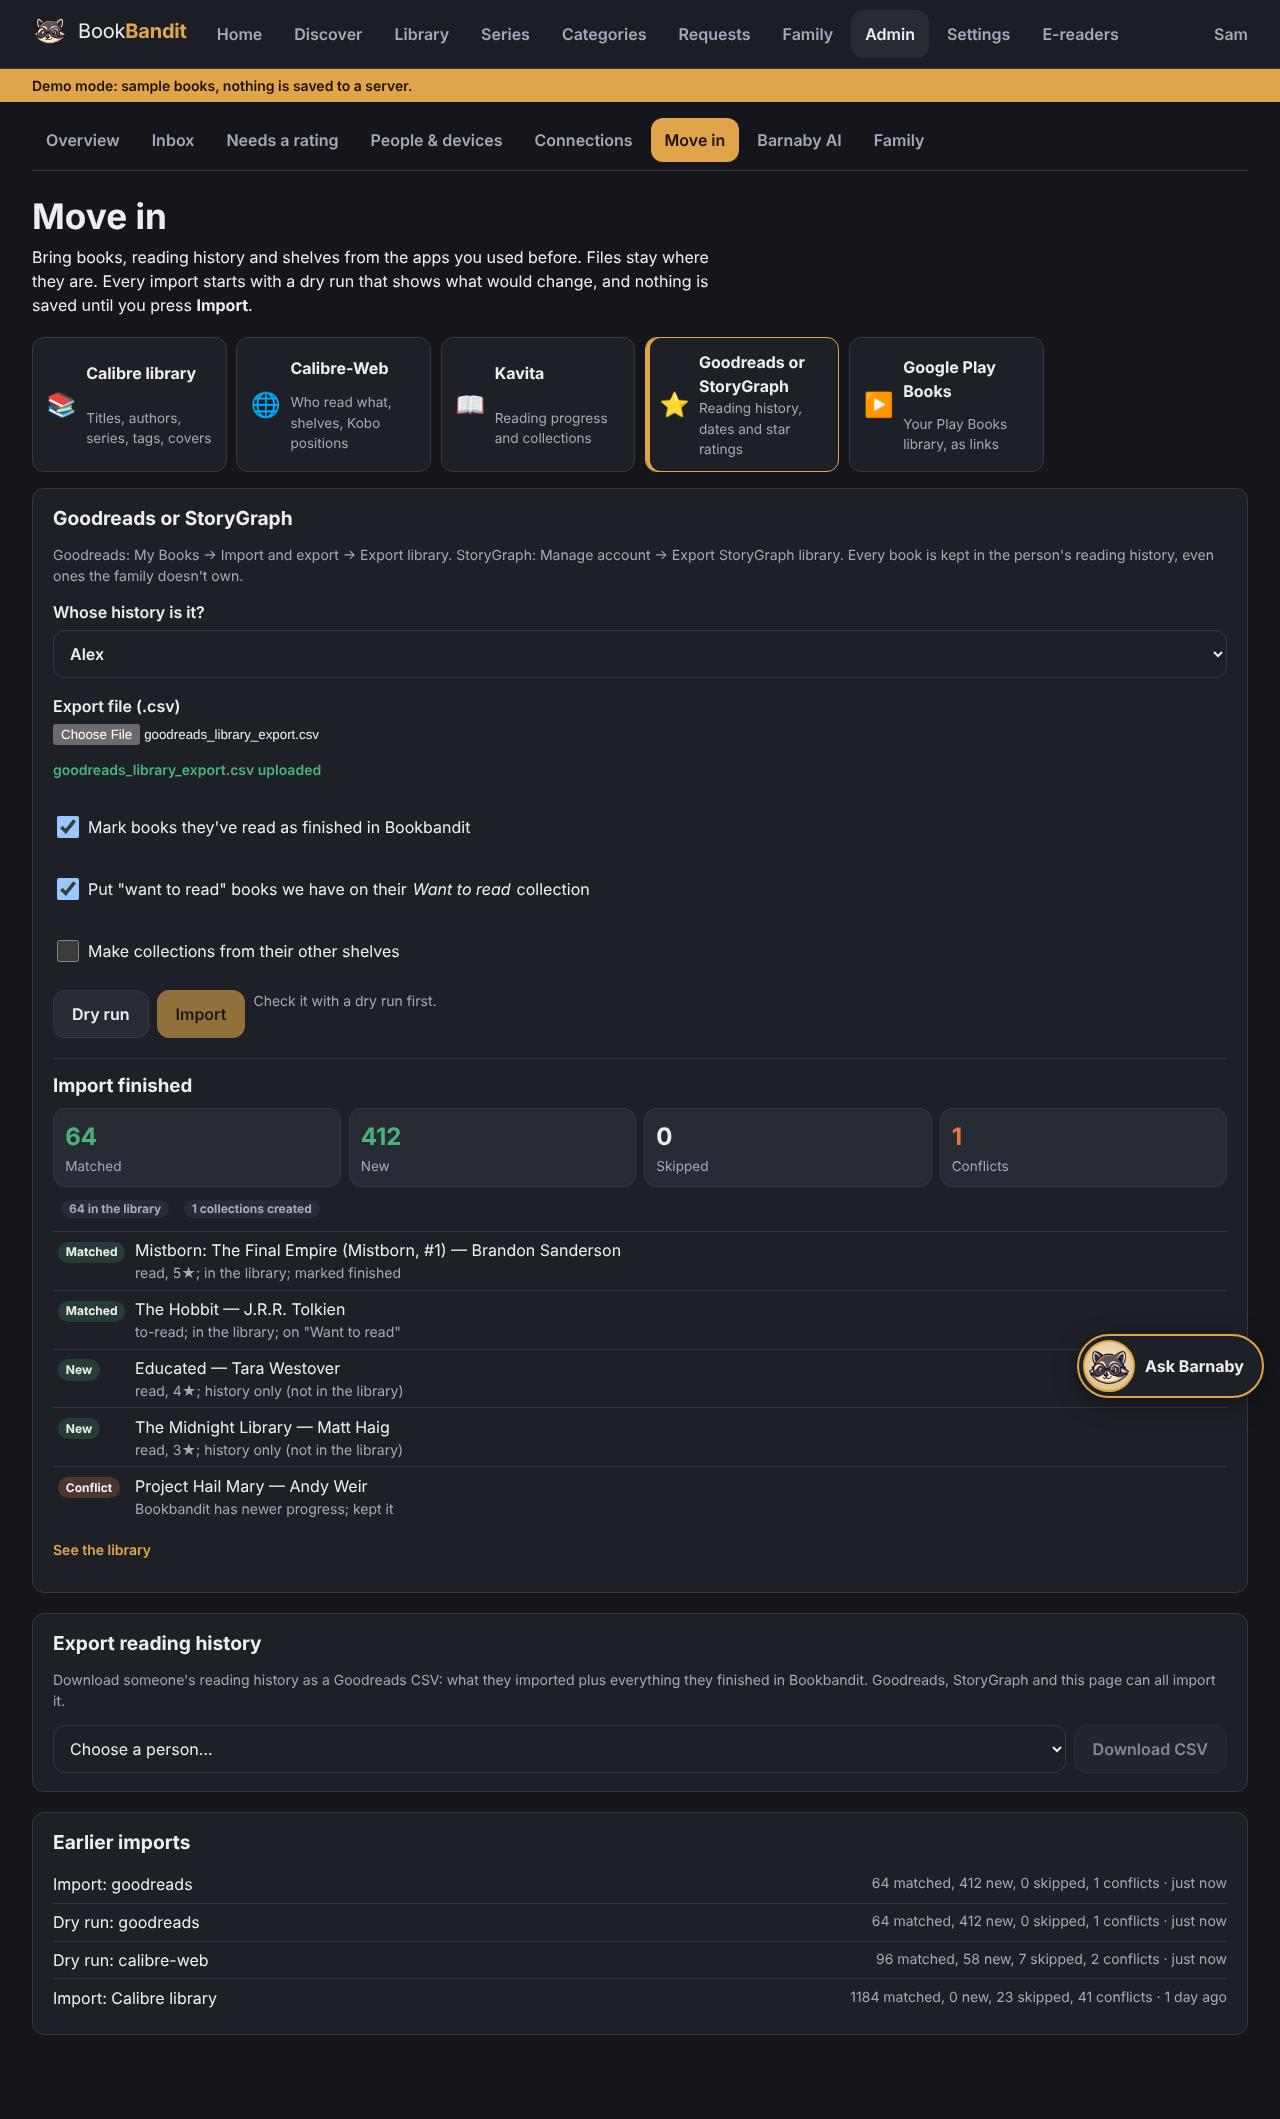 BookBandit
Home
Discover
Library
Series
Categories
Requests
Family
Admin
Settings
E-readers
Sam
Demo mode: sample books, nothing is saved to a server.
Overview
Inbox
Needs a rating
People & devices
Connections
Move in
Barnaby AI
Family
Move in
Bring books, reading history and shelves from the apps you used before. Files stay where
they are. Every import starts with a dry run that shows what would change, and nothing is
saved until you press Import.
Calibre library
Titles, authors,
series, tags, covers
Calibre-Web
Who read what,
shelves, Kobo
positions
Kavita
Reading progress
and collections
Goodreads or
StoryGraph
Reading history,
dates and star
ratings
Google Play
Books
Your Play Books
library, as links
Goodreads or StoryGraph
Goodreads: My Books → Import and export → Export library. StoryGraph: Manage account → Export StoryGraph library. Every book is kept in the person's reading history, even
ones the family doesn't own.
Whose history is it?
Alex
Export file (.csv)
Choose File goodreads_library_export.csv
goodreads_library_export.csv uploaded
Mark books they've read as finished in Bookbandit
Put "want to read" books we have on their Want to read collection
Make collections from their other shelves
Dry run
Import
Check it with a dry run first.
Import finished
64
Matched
412
New
0
Skipped
1
Conflicts
64 in the library
1 collections created
Matched
Mistborn: The Final Empire (Mistborn, #1) — Brandon Sanderson
read, 5★; in the library; marked finished
Matched
The Hobbit — J.R.R. Tolkien
to-read; in the library; on "Want to read"
New
Educated — Tara Westover
read, 4★; history only (not in the library)
Ask Barnaby
New
The Midnight Library — Matt Haig
read, 3★; history only (not in the library)
Conflict
Project Hail Mary — Andy Weir
Bookbandit has newer progress; kept it
See the library
Export reading history
Download someone's reading history as a Goodreads CSV: what they imported plus everything they finished in Bookbandit. Goodreads, StoryGraph and this page can all import
it.
Choose a person...
Download CSV
Earlier imports
Import: goodreads
64 matched, 412 new, 0 skipped, 1 conflicts · just now
Dry run: goodreads
64 matched, 412 new, 0 skipped, 1 conflicts · just now
Dry run: calibre-web
96 matched, 58 new, 7 skipped, 2 conflicts · just now
Import: Calibre library
1184 matched, 0 new, 23 skipped, 41 conflicts · 1 day ago